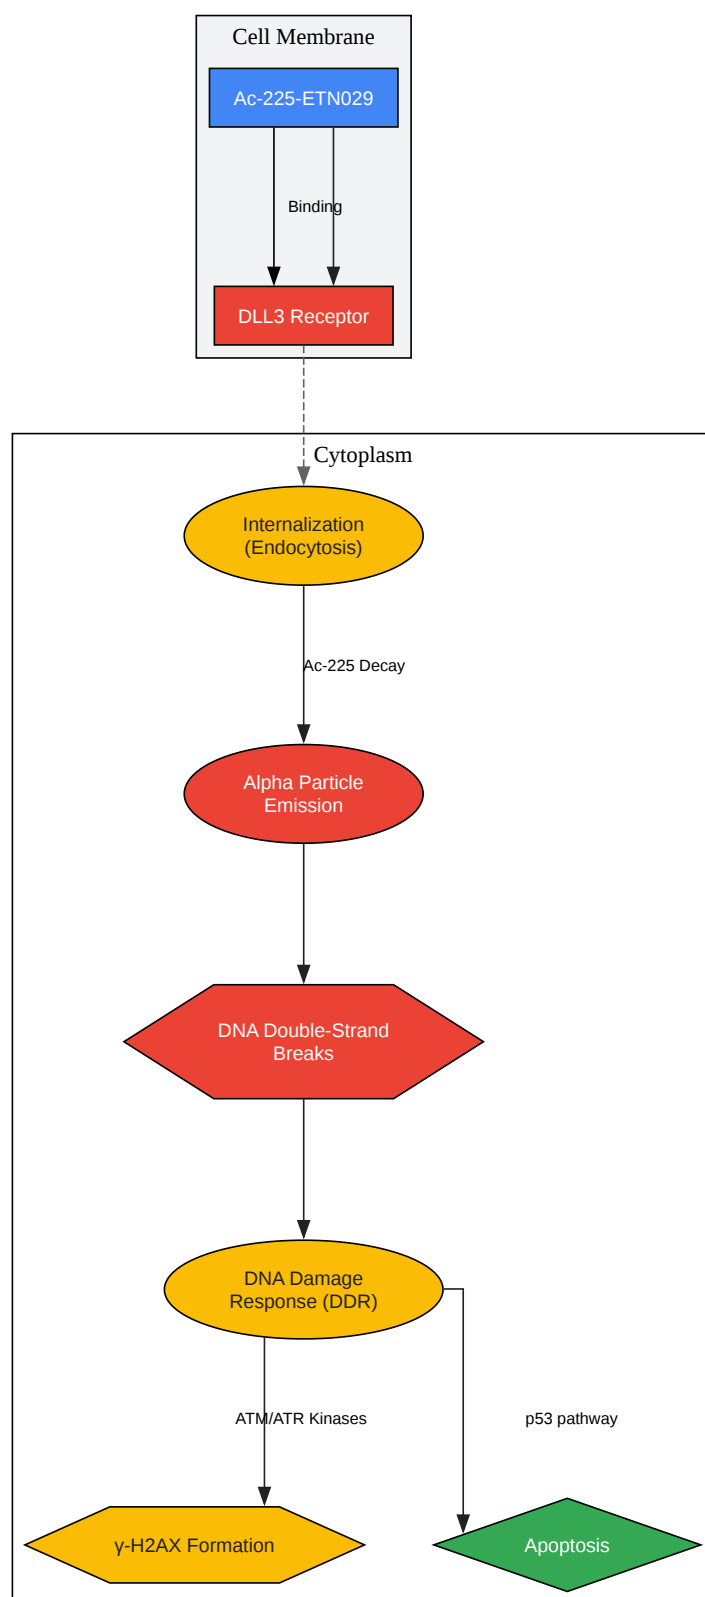 Cell Membrane
Ac-225-ETN029
Binding
DLL3 Receptor
Cytoplasm
Internalization
(Endocytosis)
Ac-225 Decay
Alpha Particle
Emission
DNA Double-Strand
Breaks
DNA Damage
Response (DDR)
ATM/ATR Kinases
p53 pathway
γ-H2AX Formation
Apoptosis